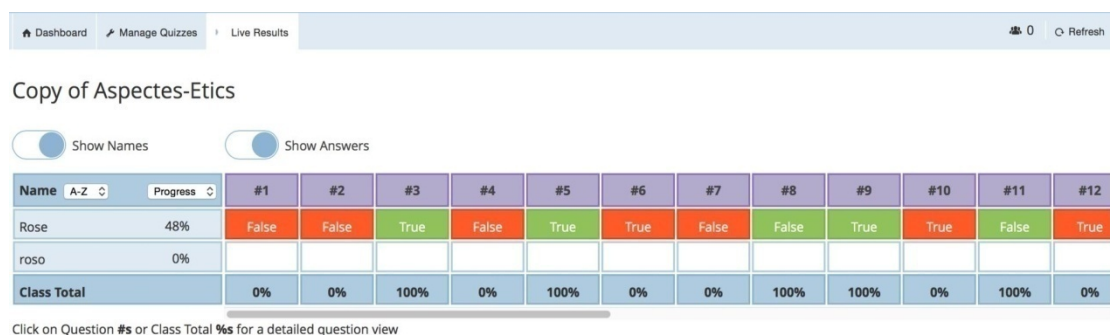 Dashboard Manage Quizzes Live Results 0 Refresh
Copy of Aspectes-Etics
Show Names Show Answers
Name A-Z Progress #1 #2 #3 #4 #5 #6 #7 #8 #9 #10 #11 #12
Rose 48% False False True False True True False False True True False True
roso 0%
Class Total 0% 0% 100% 0% 100% 0% 0% 100% 100% 0% 100% 0%
Click on Question #s or Class Total %s for a detailed question view